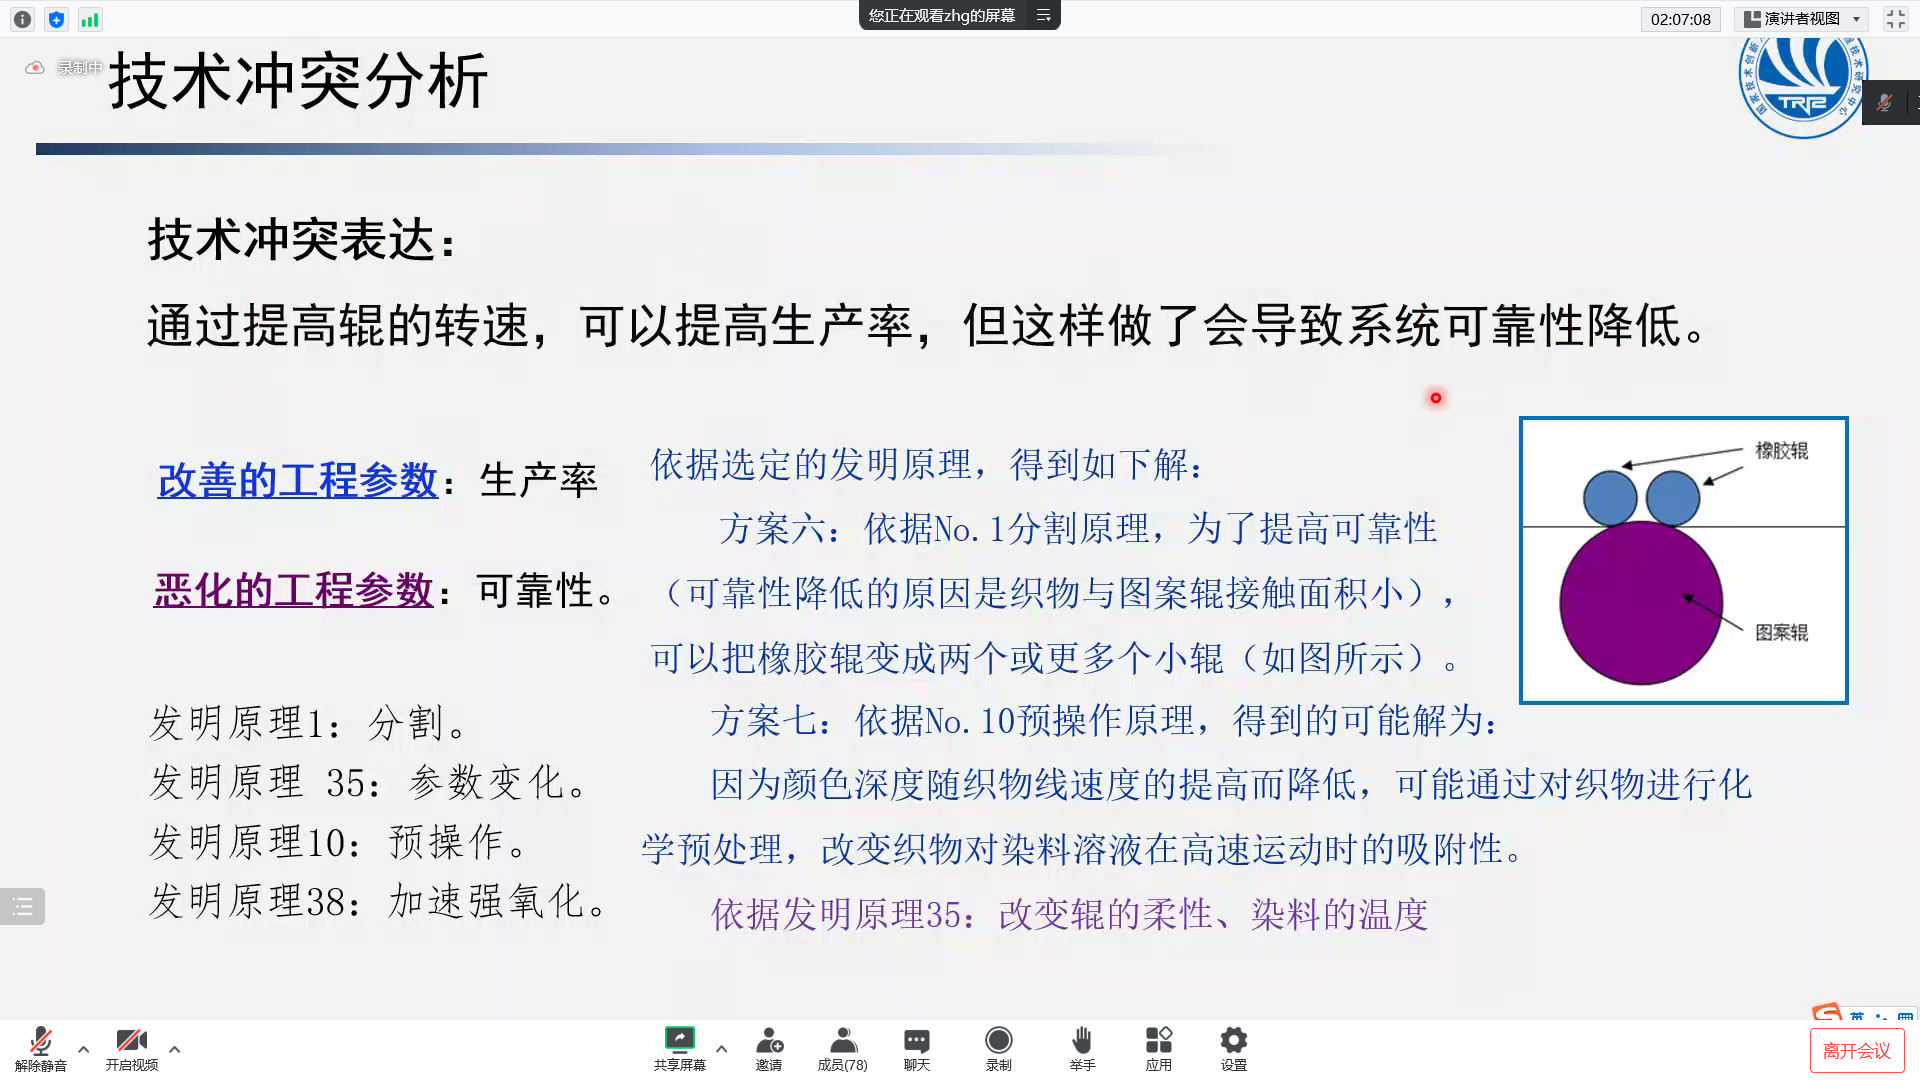 您正在观看zhg的屏幕
02:07:08
演讲者视图
录制中
技术冲突分析
TRIZ
技术冲突表达：
通过提高辊的转速，可以提高生产率，但这样做了会导致系统可靠性降低。
改善的工程参数：生产率
恶化的工程参数：可靠性。
发明原理1：分割。
发明原理 35：参数变化。
发明原理10：预操作。
发明原理38：加速强氧化。
依据选定的发明原理，得到如下解：
方案六：依据No.1分割原理，为了提高可靠性
（可靠性降低的原因是织物与图案辊接触面积小），
可以把橡胶辊变成两个或更多个小辊（如图所示）。
方案七：依据No.10预操作原理，得到的可能解为：
因为颜色深度随织物线速度的提高而降低，可能通过对织物进行化
学预处理，改变织物对染料溶液在高速运动时的吸附性。
依据发明原理35：改变辊的柔性、染料的温度
橡胶辊
图案辊
英
解除静音
开启视频
共享屏幕
邀请
成员(78)
聊天
录制
举手
应用
设置
离开会议